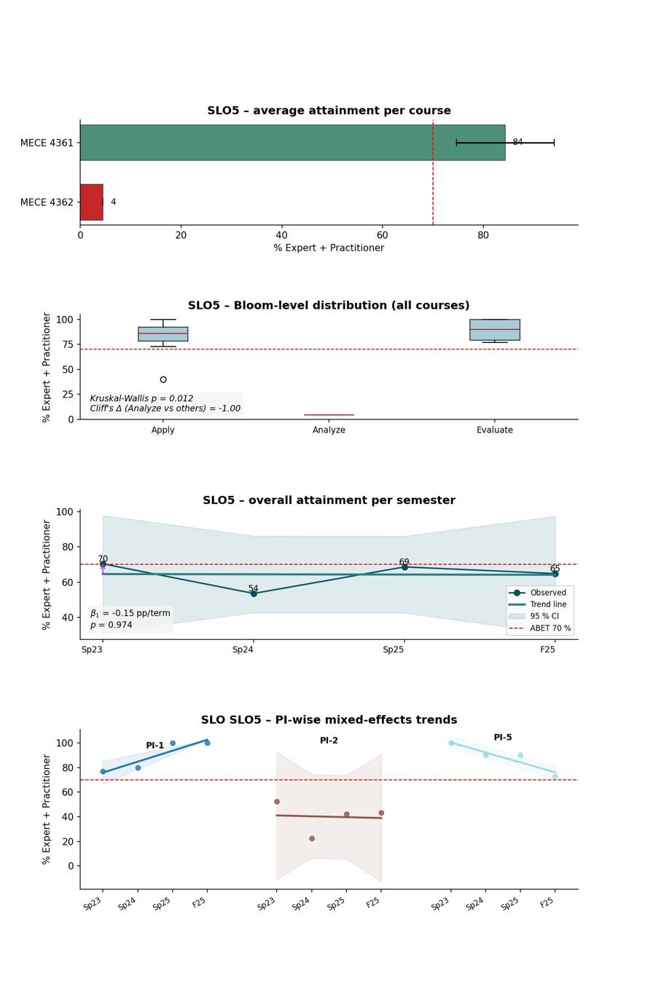 SLO5 – average attainment per course
MECE 4361
84
MECE 4362
4
0 20 40 60 80
% Expert + Practitioner
SLO5 – Bloom-level distribution (all courses)
% Expert + Practitioner
100
75
50
25
0
Kruskal-Wallis p = 0.012
Cliff's Δ (Analyze vs others) = -1.00
Apply Analyze Evaluate
SLO5 – overall attainment per semester
% Expert + Practitioner
100
80
60
40
70
54
69
65
β₁ = -0.15 pp/term
p = 0.974
Observed
Trend line
95 % CI
ABET 70 %
Sp23 Sp24 Sp25 F25
SLO SLO5 – PI-wise mixed-effects trends
% Expert + Practitioner
100
80
60
40
20
0
PI-1
PI-2
PI-5
Sp23 Sp24 Sp25 F25 Sp23 Sp24 Sp25 F25 Sp23 Sp24 Sp25 F25